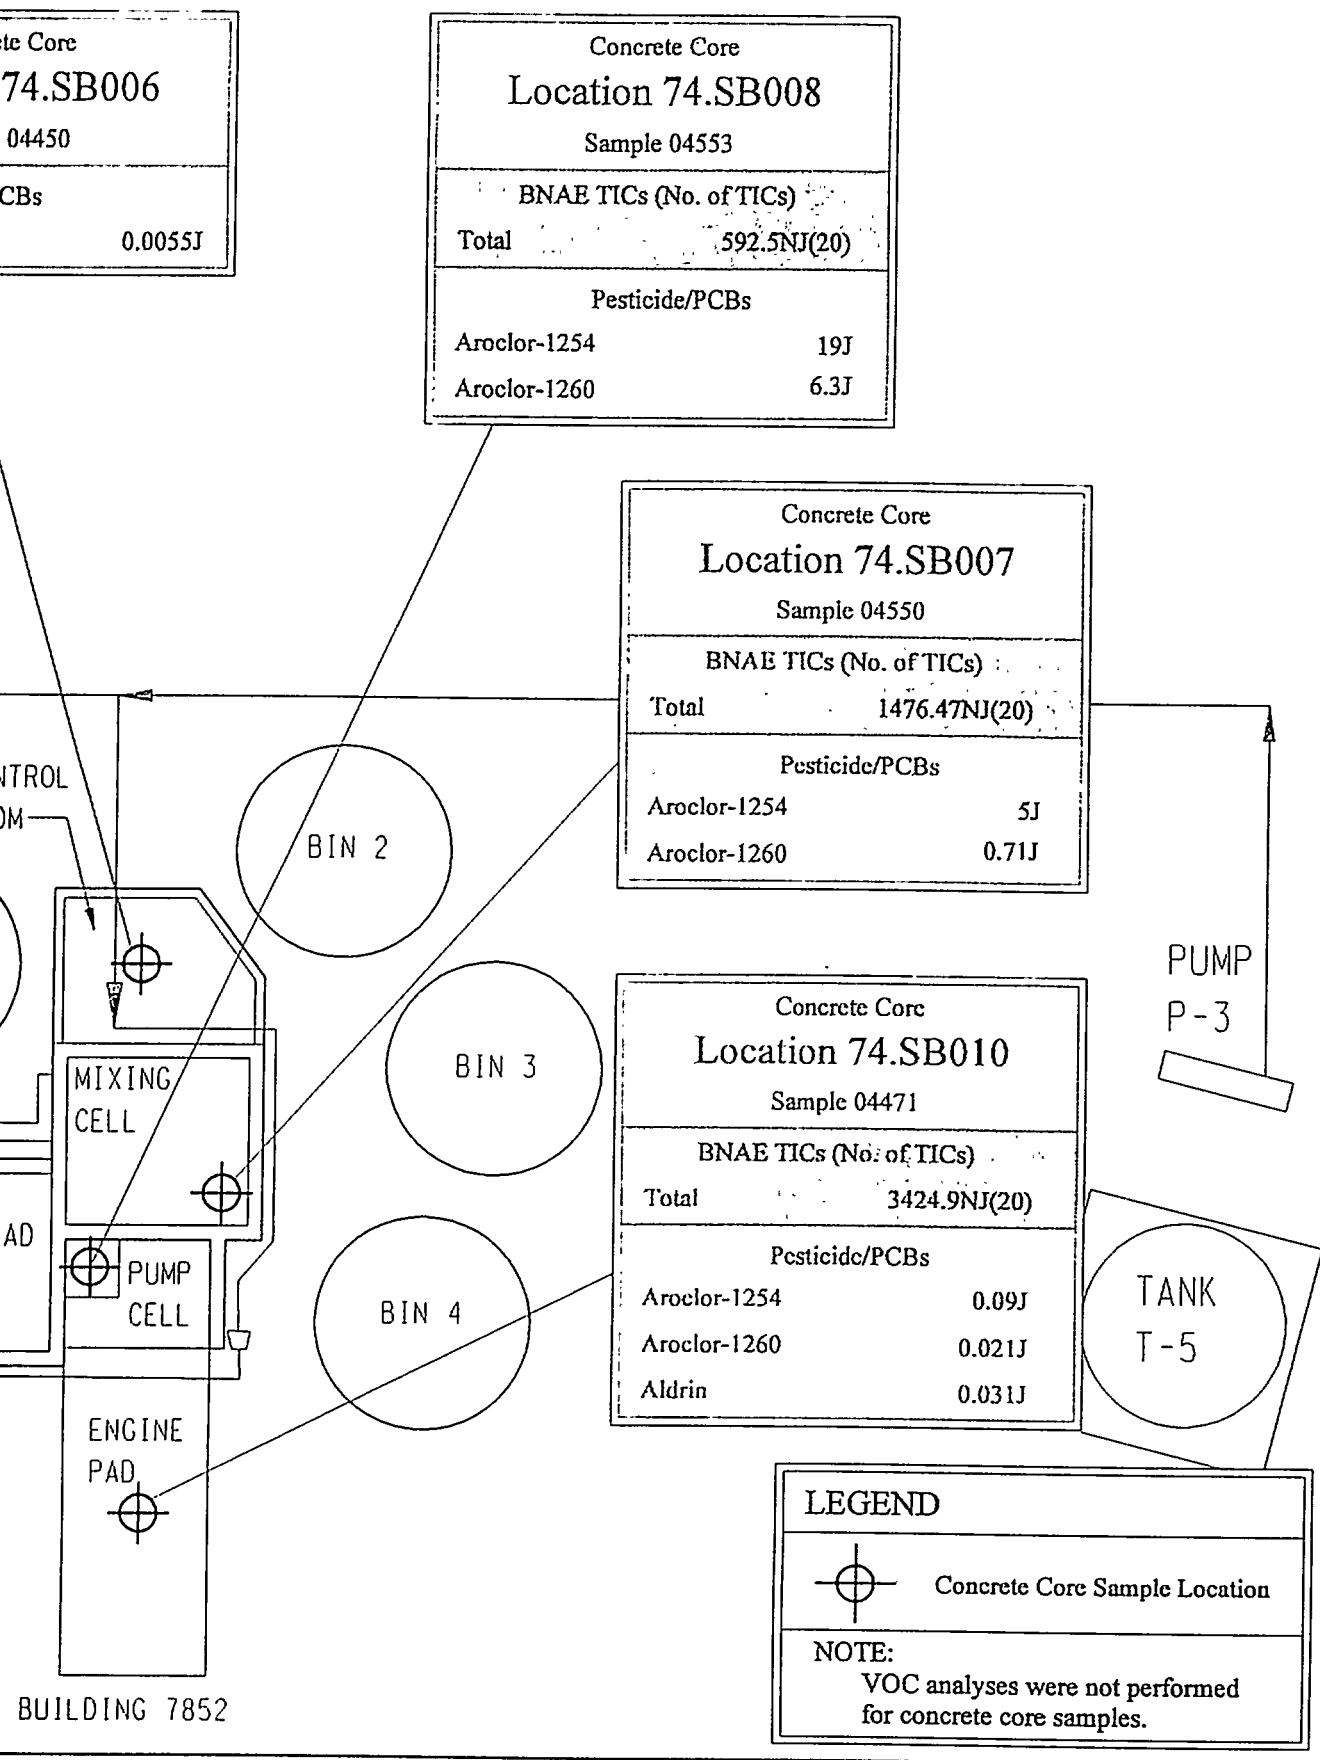 te Core
74.SB006
04450
CBs
0.0055J
Concrete Core
Location 74.SB008
Sample 04553
BNAE TICs (No. of TICs)
Total 592.5NJ(20)
Pesticide/PCBs
Aroclor-1254 19J
Aroclor-1260 6.3J
Concrete Core
Location 74.SB007
Sample 04550
BNAE TICs (No. of TICs)
Total 1476.47NJ(20)
Pesticide/PCBs
Aroclor-1254 5J
Aroclor-1260 0.71J
NTROL
OM
BIN 2
PUMP
P-3
Concrete Core
Location 74.SB010
Sample 04471
BNAE TICs (No. of TICs)
Total 3424.9NJ(20)
Pesticide/PCBs
Aroclor-1254 0.09J
Aroclor-1260 0.021J
Aldrin 0.031J
BIN 3
MIXING
CELL
AD
PUMP
CELL
BIN 4
TANK
T-5
ENGINE
PAD
LEGEND
Concrete Core Sample Location
NOTE:
VOC analyses were not performed
for concrete core samples.
BUILDING 7852